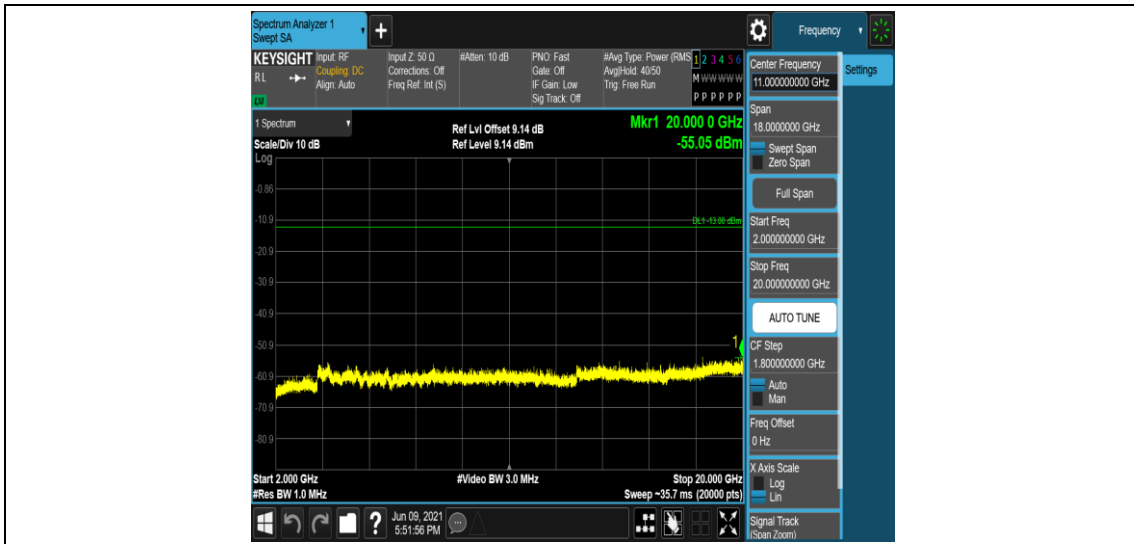 Spectrum Analyzer 1
Swept SA
+
Frequency
KEYSIGHT
RL
LXI
Input: RF
Coupling: DC
Align: Auto
Input Z: 50 Ω
Corrections: Off
Freq Ref: Int (S)
#Atten: 10 dB
PNO: Fast
Gate: Off
IF Gain: Low
Sig Track: Off
#Avg Type: Power (RMS
Avg|Hold: 40/50
Trig: Free Run
1 2 3 4 5 6
M W W W W W
P P P P P P
1 Spectrum
Scale/Div 10 dB
Ref Lvl Offset 9.14 dB
Ref Level 9.14 dBm
Mkr1 20.000 0 GHz
-55.05 dBm
Log
-0.86
-10.9
DL1 -13.00 dBm
-20.9
-30.9
-40.9
-50.9
1
-60.9
-70.9
-80.9
Start 2.000 GHz
#Res BW 1.0 MHz
#Video BW 3.0 MHz
Stop 20.000 GHz
Sweep ~35.7 ms (20000 pts)
Center Frequency
11.000000000 GHz
Settings
Span
18.0000000 GHz
Swept Span
Zero Span
Full Span
Start Freq
2.000000000 GHz
Stop Freq
20.000000000 GHz
AUTO TUNE
CF Step
1.800000000 GHz
Auto
Man
Freq Offset
0 Hz
X Axis Scale
Log
Lin
Signal Track
(Span Zoom)
?
Jun 09, 2021
5:51:56 PM